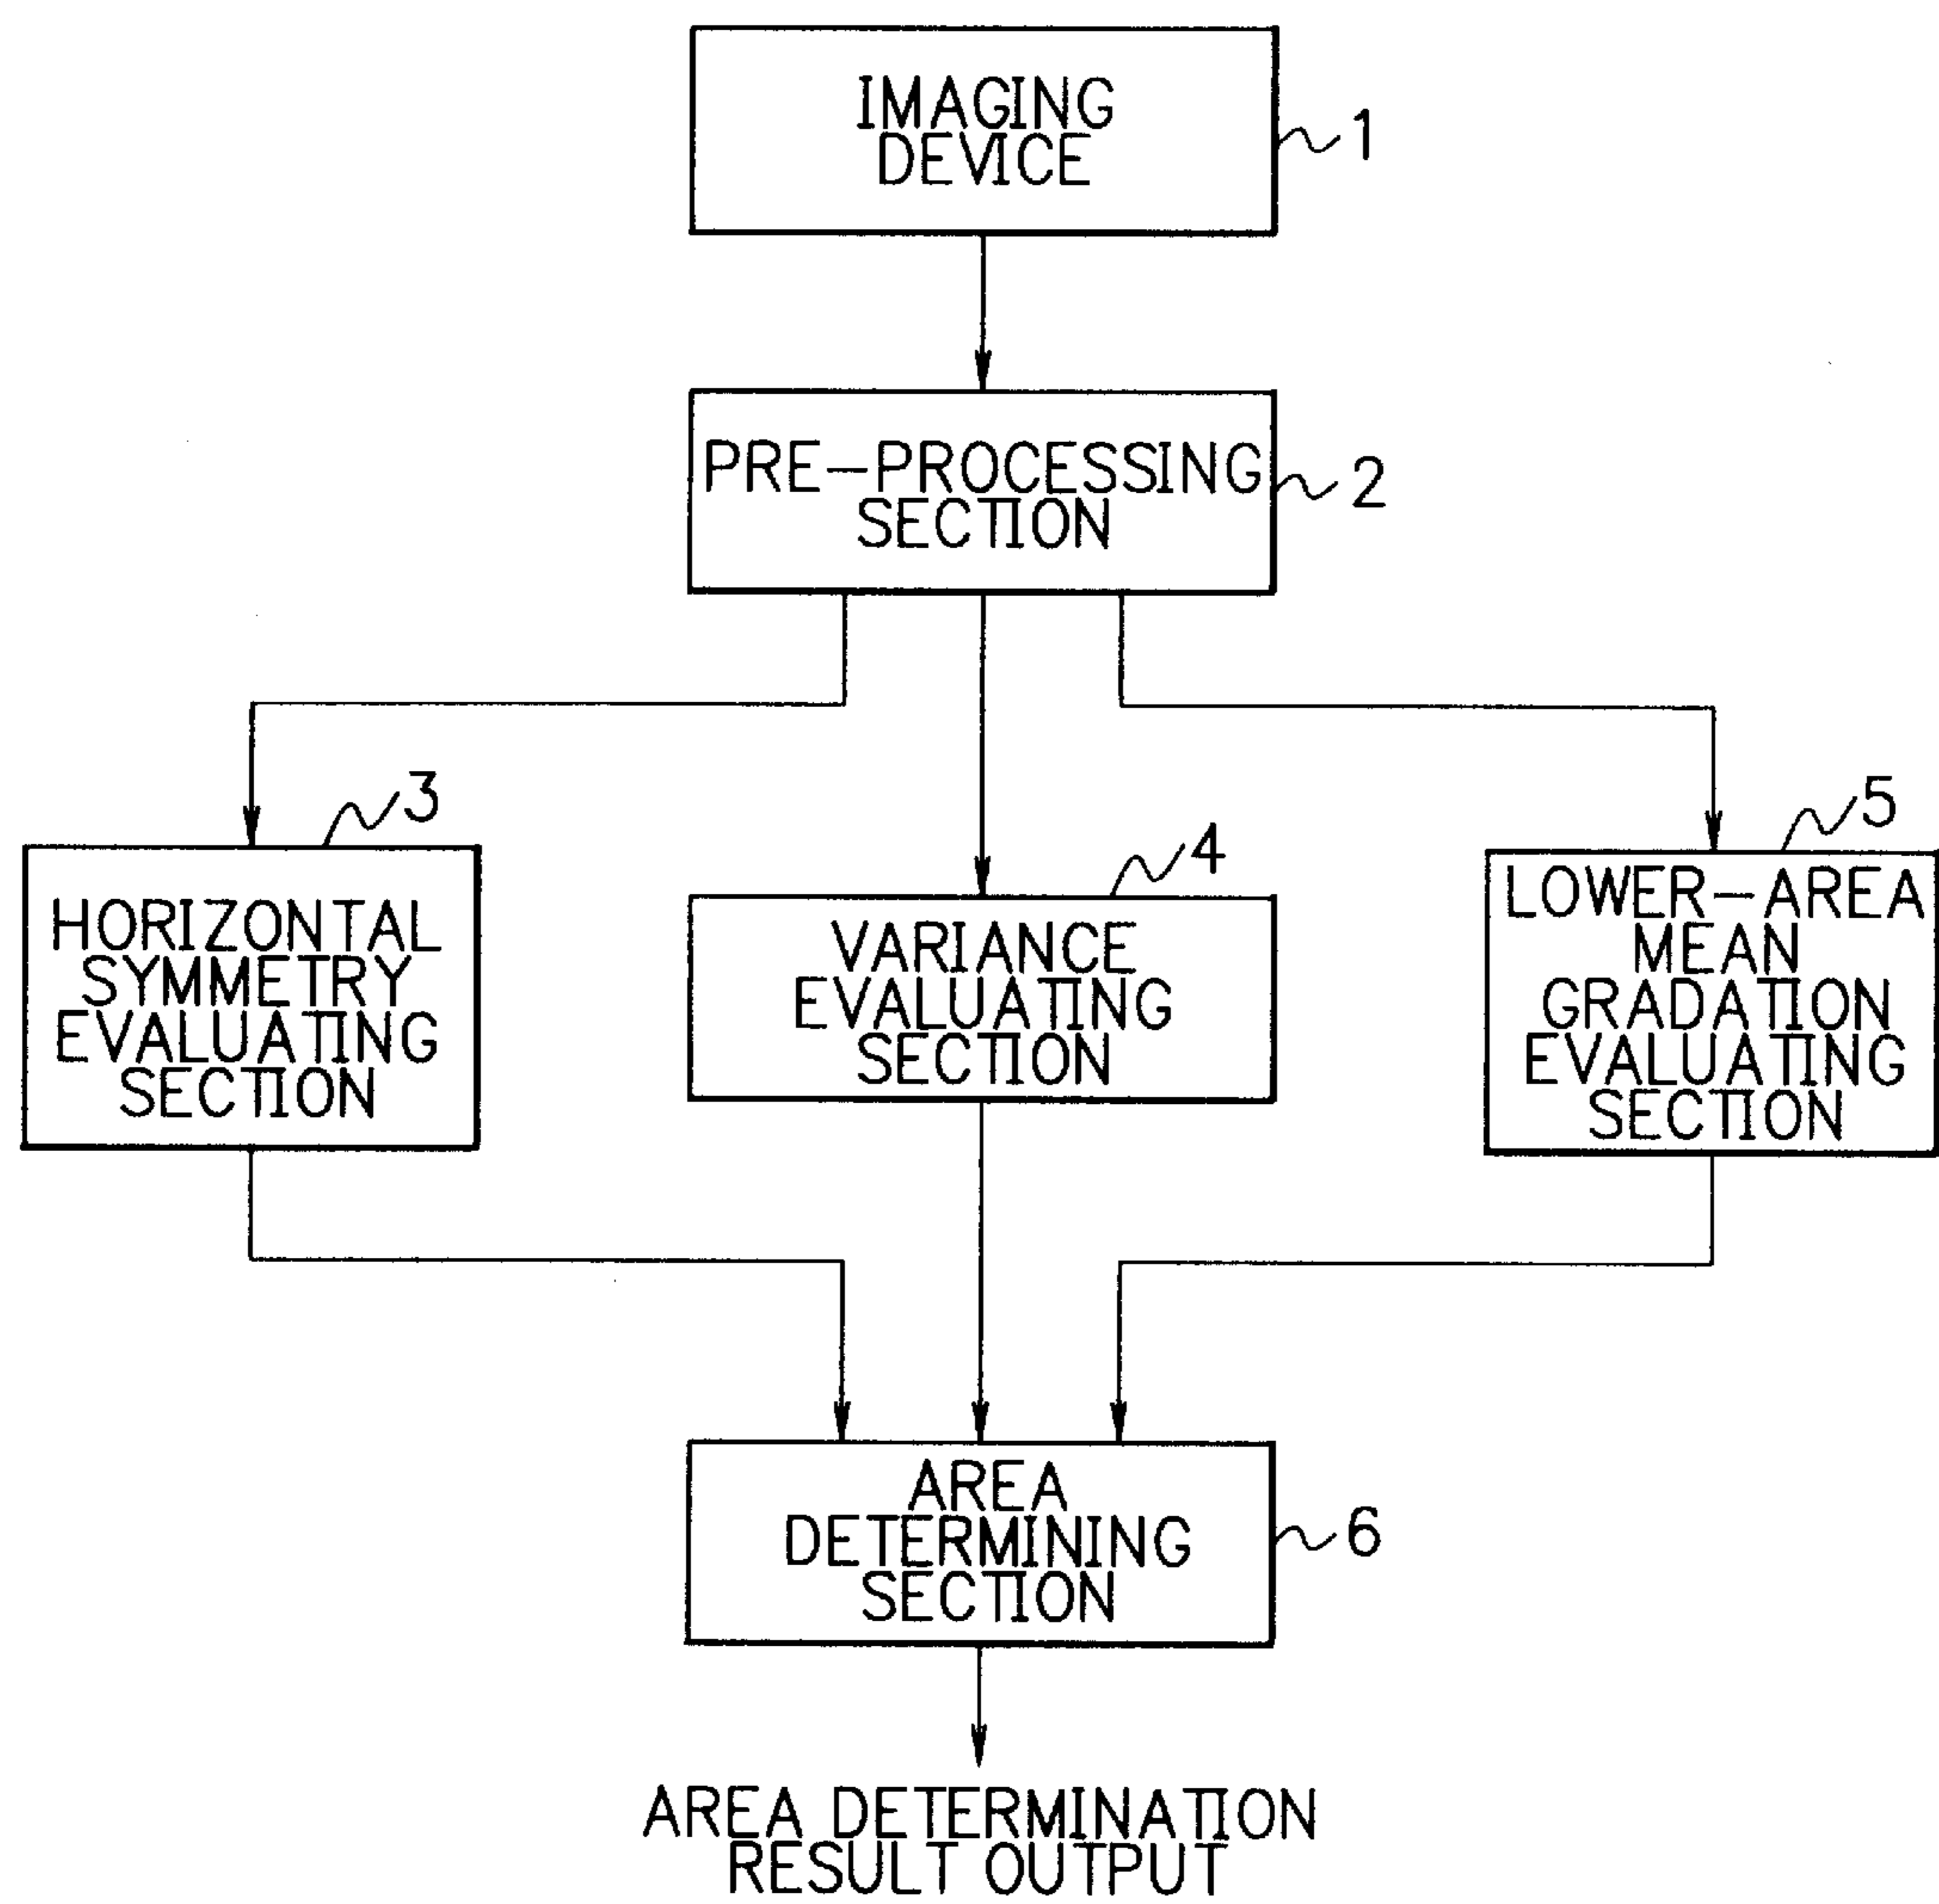 IMAGING
DEVICE
1
PRE-PROCESSING
SECTION
2
3
HORIZONTAL
SYMMETRY
EVALUATING
SECTION
4
VARIANCE
EVALUATING
SECTION
5
LOWER-AREA
MEAN
GRADATION
EVALUATING
SECTION
AREA
DETERMINING
SECTION
6
AREA DETERMINATION
RESULT OUTPUT